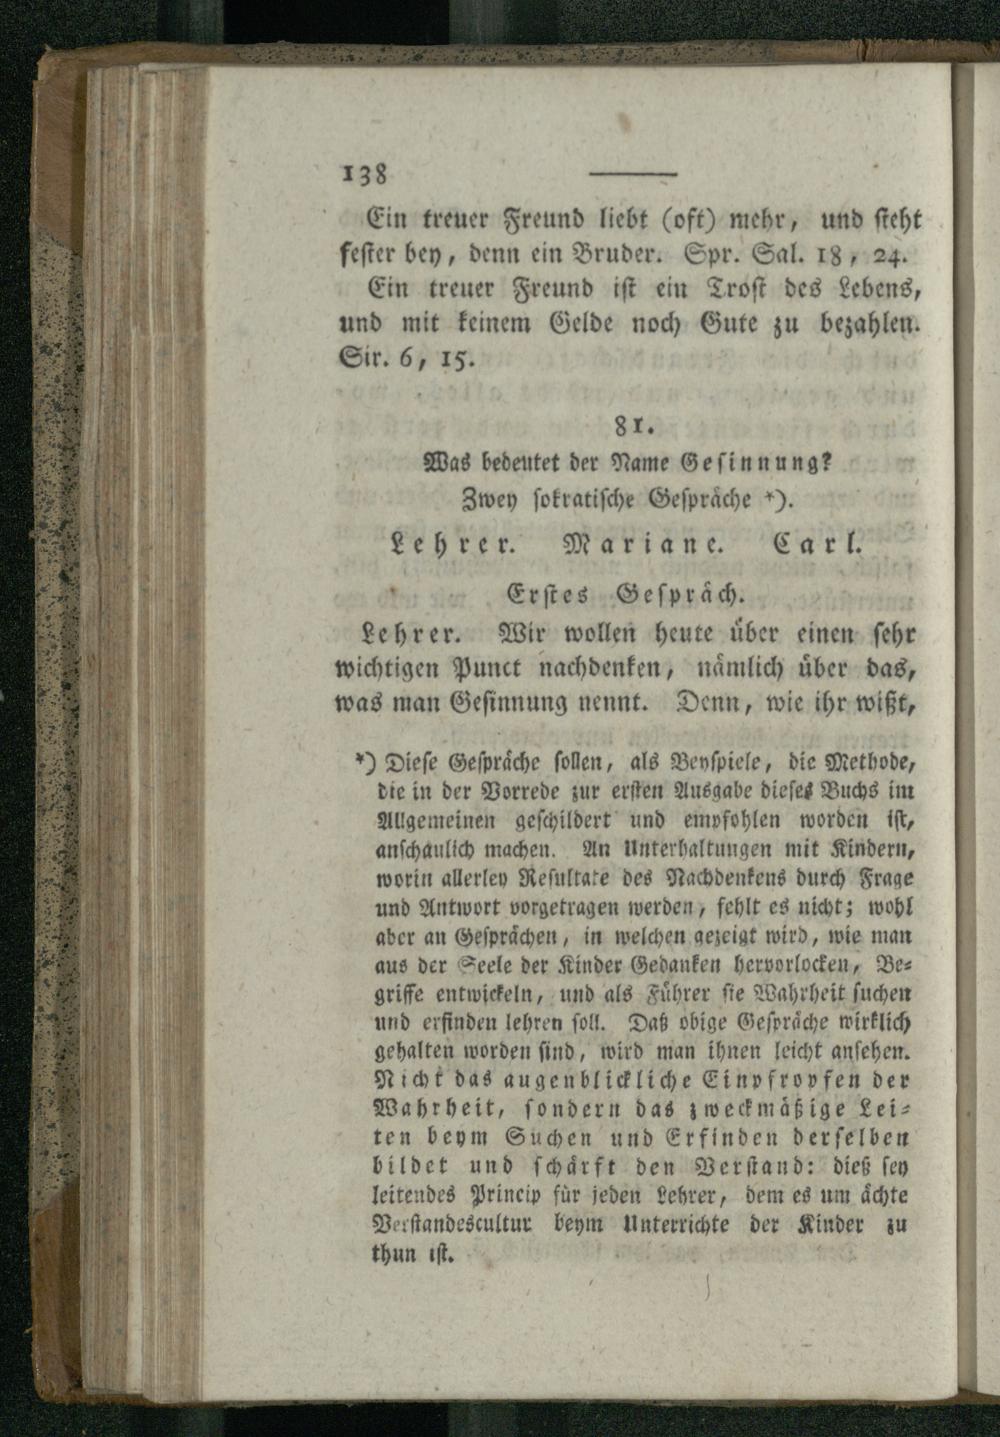 138
Ein treuer Freund liebt (oft) mehr, und steht
fester bey, denn ein Bruder. Spr. Sal. 18, 24.
Ein treuer Freund ist ein Trost des Lebens,
und mit keinem Gelde noch Gute zu bezahlen.
Sir. 6, 15.
81.
Was bedeutet der Name Gesinnung?
Zwey sokratische Gespräche *).
Lehrer. Mariane. Carl.
Erstes Gespräch.
Lehrer. Wir wollen heute über einen sehr
wichtigen Punct nachdenken, nämlich über das,
was man Gesinnung nennt. Denn, wie ihr wißt,
*) Diese Gespräche sollen, als Beyspiele, die Methode,
die in der Vorrede zur ersten Ausgabe dieses Buchs im
Allgemeinen geschildert und empfohlen worden ist,
anschaulich machen. An Unterhaltungen mit Kindern,
worin allerley Resultate des Nachdenkens durch Frage
und Antwort vorgetragen werden, fehlt es nicht; wohl
aber an Gesprächen, in welchen gezeigt wird, wie man
aus der Seele der Kinder Gedanken hervorlocken, Be-
griffe entwickeln, und als Führer sie Wahrheit suchen
und erfinden lehren soll. Daß obige Gespräche wirklich
gehalten worden sind, wird man ihnen leicht ansehen.
Nicht das augenblickliche Einpfropfen der
Wahrheit, sondern das zweckmäßige Lei-
ten beym Suchen und Erfinden derselben
bildet und schärft den Verstand: dieß sey
leitendes Princip für jeden Lehrer, dem es um ächte
Verstandescultur beym Unterrichte der Kinder zu
thun ist.